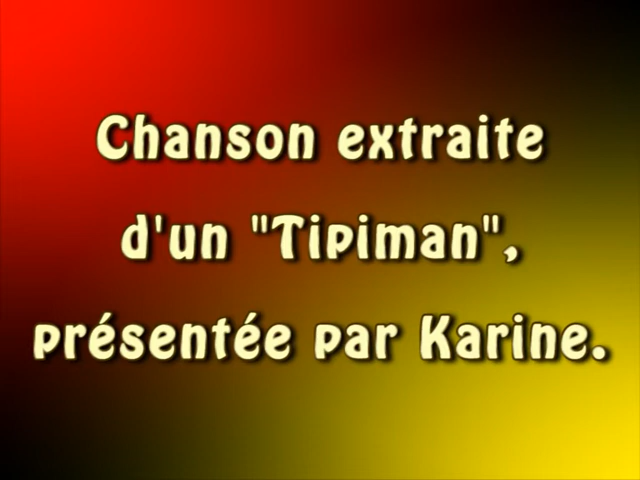 Chanson extraite
d'un "Tipiman",
présentée par Karine.